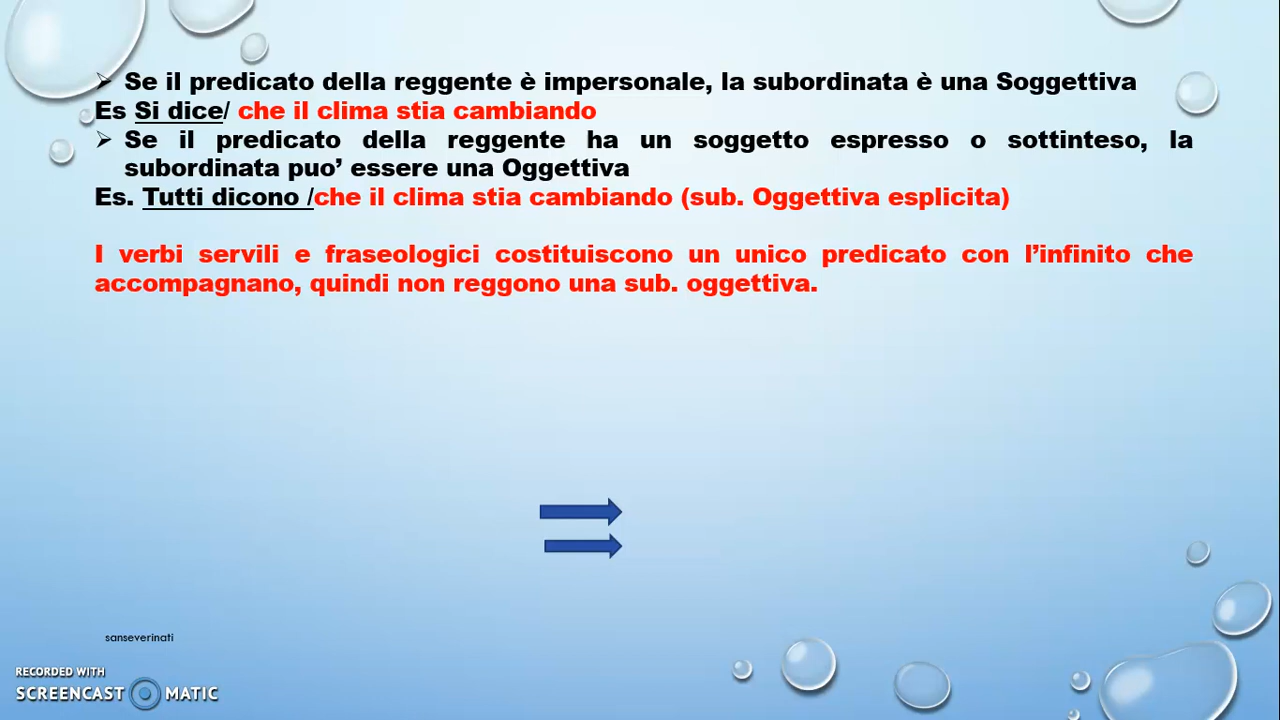 Se il predicato della reggente è impersonale, la subordinata è una Soggettiva
Es Si dice/ che il clima stia cambiando
Se il predicato della reggente ha un soggetto espresso o sottinteso, la
subordinata puo’ essere una Oggettiva
Es. Tutti dicono /che il clima stia cambiando (sub. Oggettiva esplicita)
I verbi servili e fraseologici costituiscono un unico predicato con l’infinito che
accompagnano, quindi non reggono una sub. oggettiva.
sanseverinati
RECORDED WITH
SCREENCAST MATIC